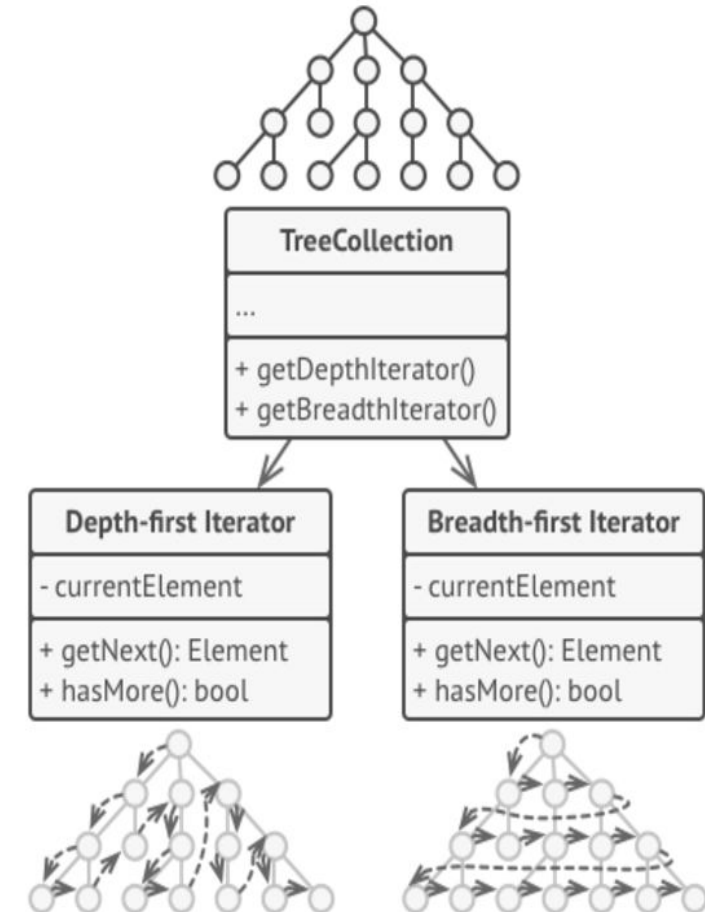 TreeCollection
...
+ getDepthIterator()
+ getBreadthIterator()
Depth-first Iterator
- currentElement
+ getNext(): Element
+ hasMore(): bool
Breadth-first Iterator
- currentElement
+ getNext(): Element
+ hasMore(): bool